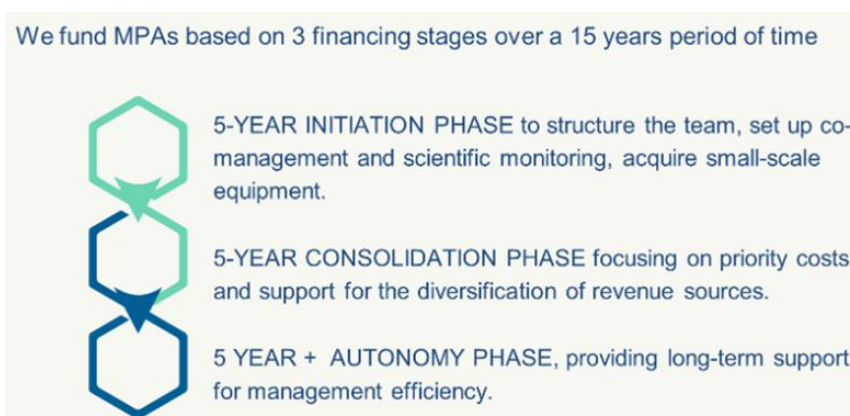 We fund MPAs based on 3 financing stages over a 15 years period of time
5-YEAR INITIATION PHASE to structure the team, set up co-
management and scientific monitoring, acquire small-scale
equipment.
5-YEAR CONSOLIDATION PHASE focusing on priority costs
and support for the diversification of revenue sources.
5 YEAR + AUTONOMY PHASE, providing long-term support
for management efficiency.